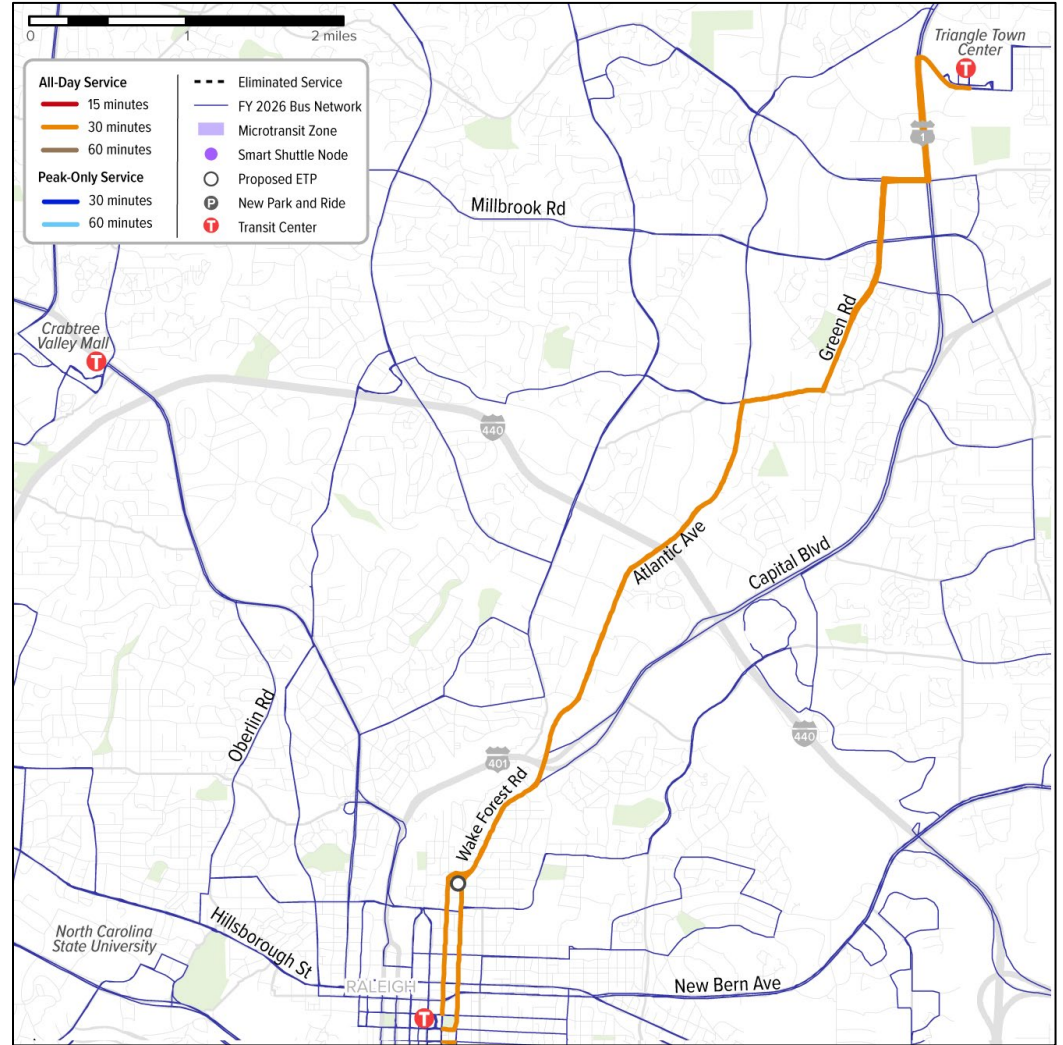 0 1 2 miles
All-Day Service
15 minutes
30 minutes
60 minutes
Peak-Only Service
30 minutes
60 minutes
Eliminated Service
FY 2026 Bus Network
Microtransit Zone
Smart Shuttle Node
Proposed ETP
P New Park and Ride
T Transit Center
Triangle Town
Center
T
1
Millbrook Rd
Crabtree
Valley Mall
T
Green Rd
440
Atlantic Ave
Capital Blvd
Oberlin Rd
440
401
Wake Forest Rd
North Carolina
State University
Hillsborough St
RALEIGH
New Bern Ave
T